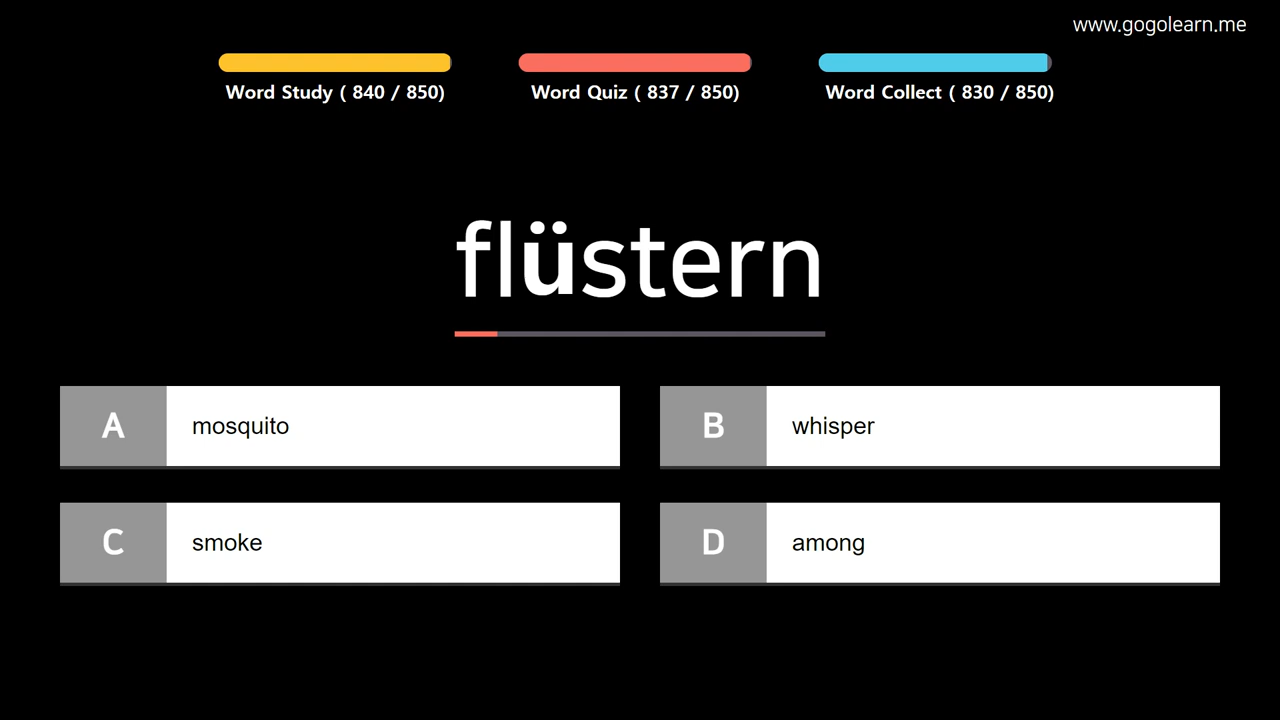 www.gogolearn.me
Word Study ( 840 / 850)
Word Quiz ( 837 / 850)
Word Collect ( 830 / 850)
flüstern
A mosquito
B whisper
C smoke
D among